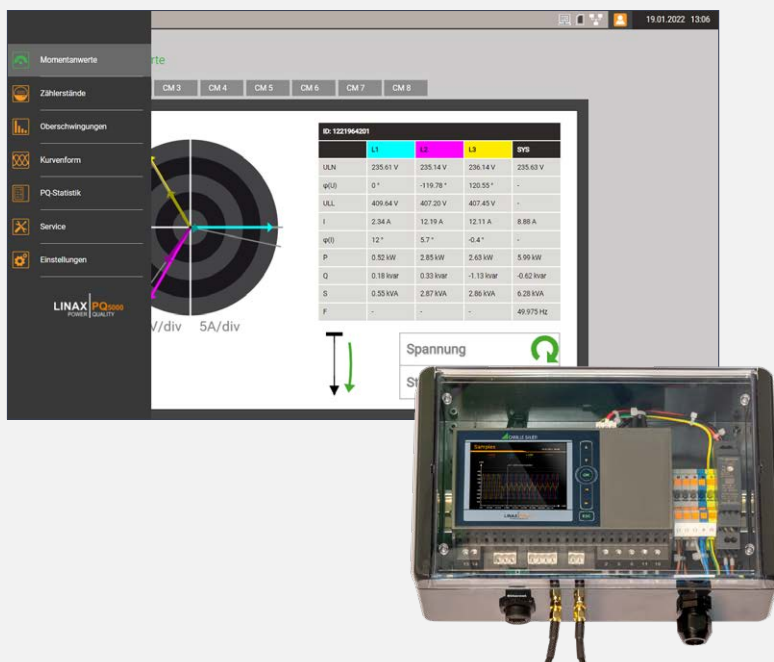 19.01.2022 13:06
Momentanwerte
rte
Zählerstände
CM 3 CM 4 CM 5 CM 6 CM 7 CM 8
Oberschwingungen
Kurvenform
PQ-Statistik
Service
Einstellungen
LINAX PQ5000
POWER QUALITY
ID: 1221964201
L1 L2 L3 SYS
ULN 235.61 V 235.14 V 236.14 V 235.63 V
φ(U) 0 ° -119.78 ° 120.55 ° -
ULL 409.64 V 407.20 V 407.45 V -
I 2.34 A 12.19 A 12.11 A 8.88 A
φ(I) 12 ° 5.7 ° -0.4 ° -
P 0.52 kW 2.85 kW 2.63 kW 5.99 kW
Q 0.18 kvar 0.33 kvar -1.13 kvar -0.62 kvar
S 0.55 kVA 2.87 kVA 2.86 kVA 6.28 kVA
F - - - 49.975 Hz
V/div 5A/div
Spannung
St
CAMILLE BAUER
Samples
OK
ESC
LINAX